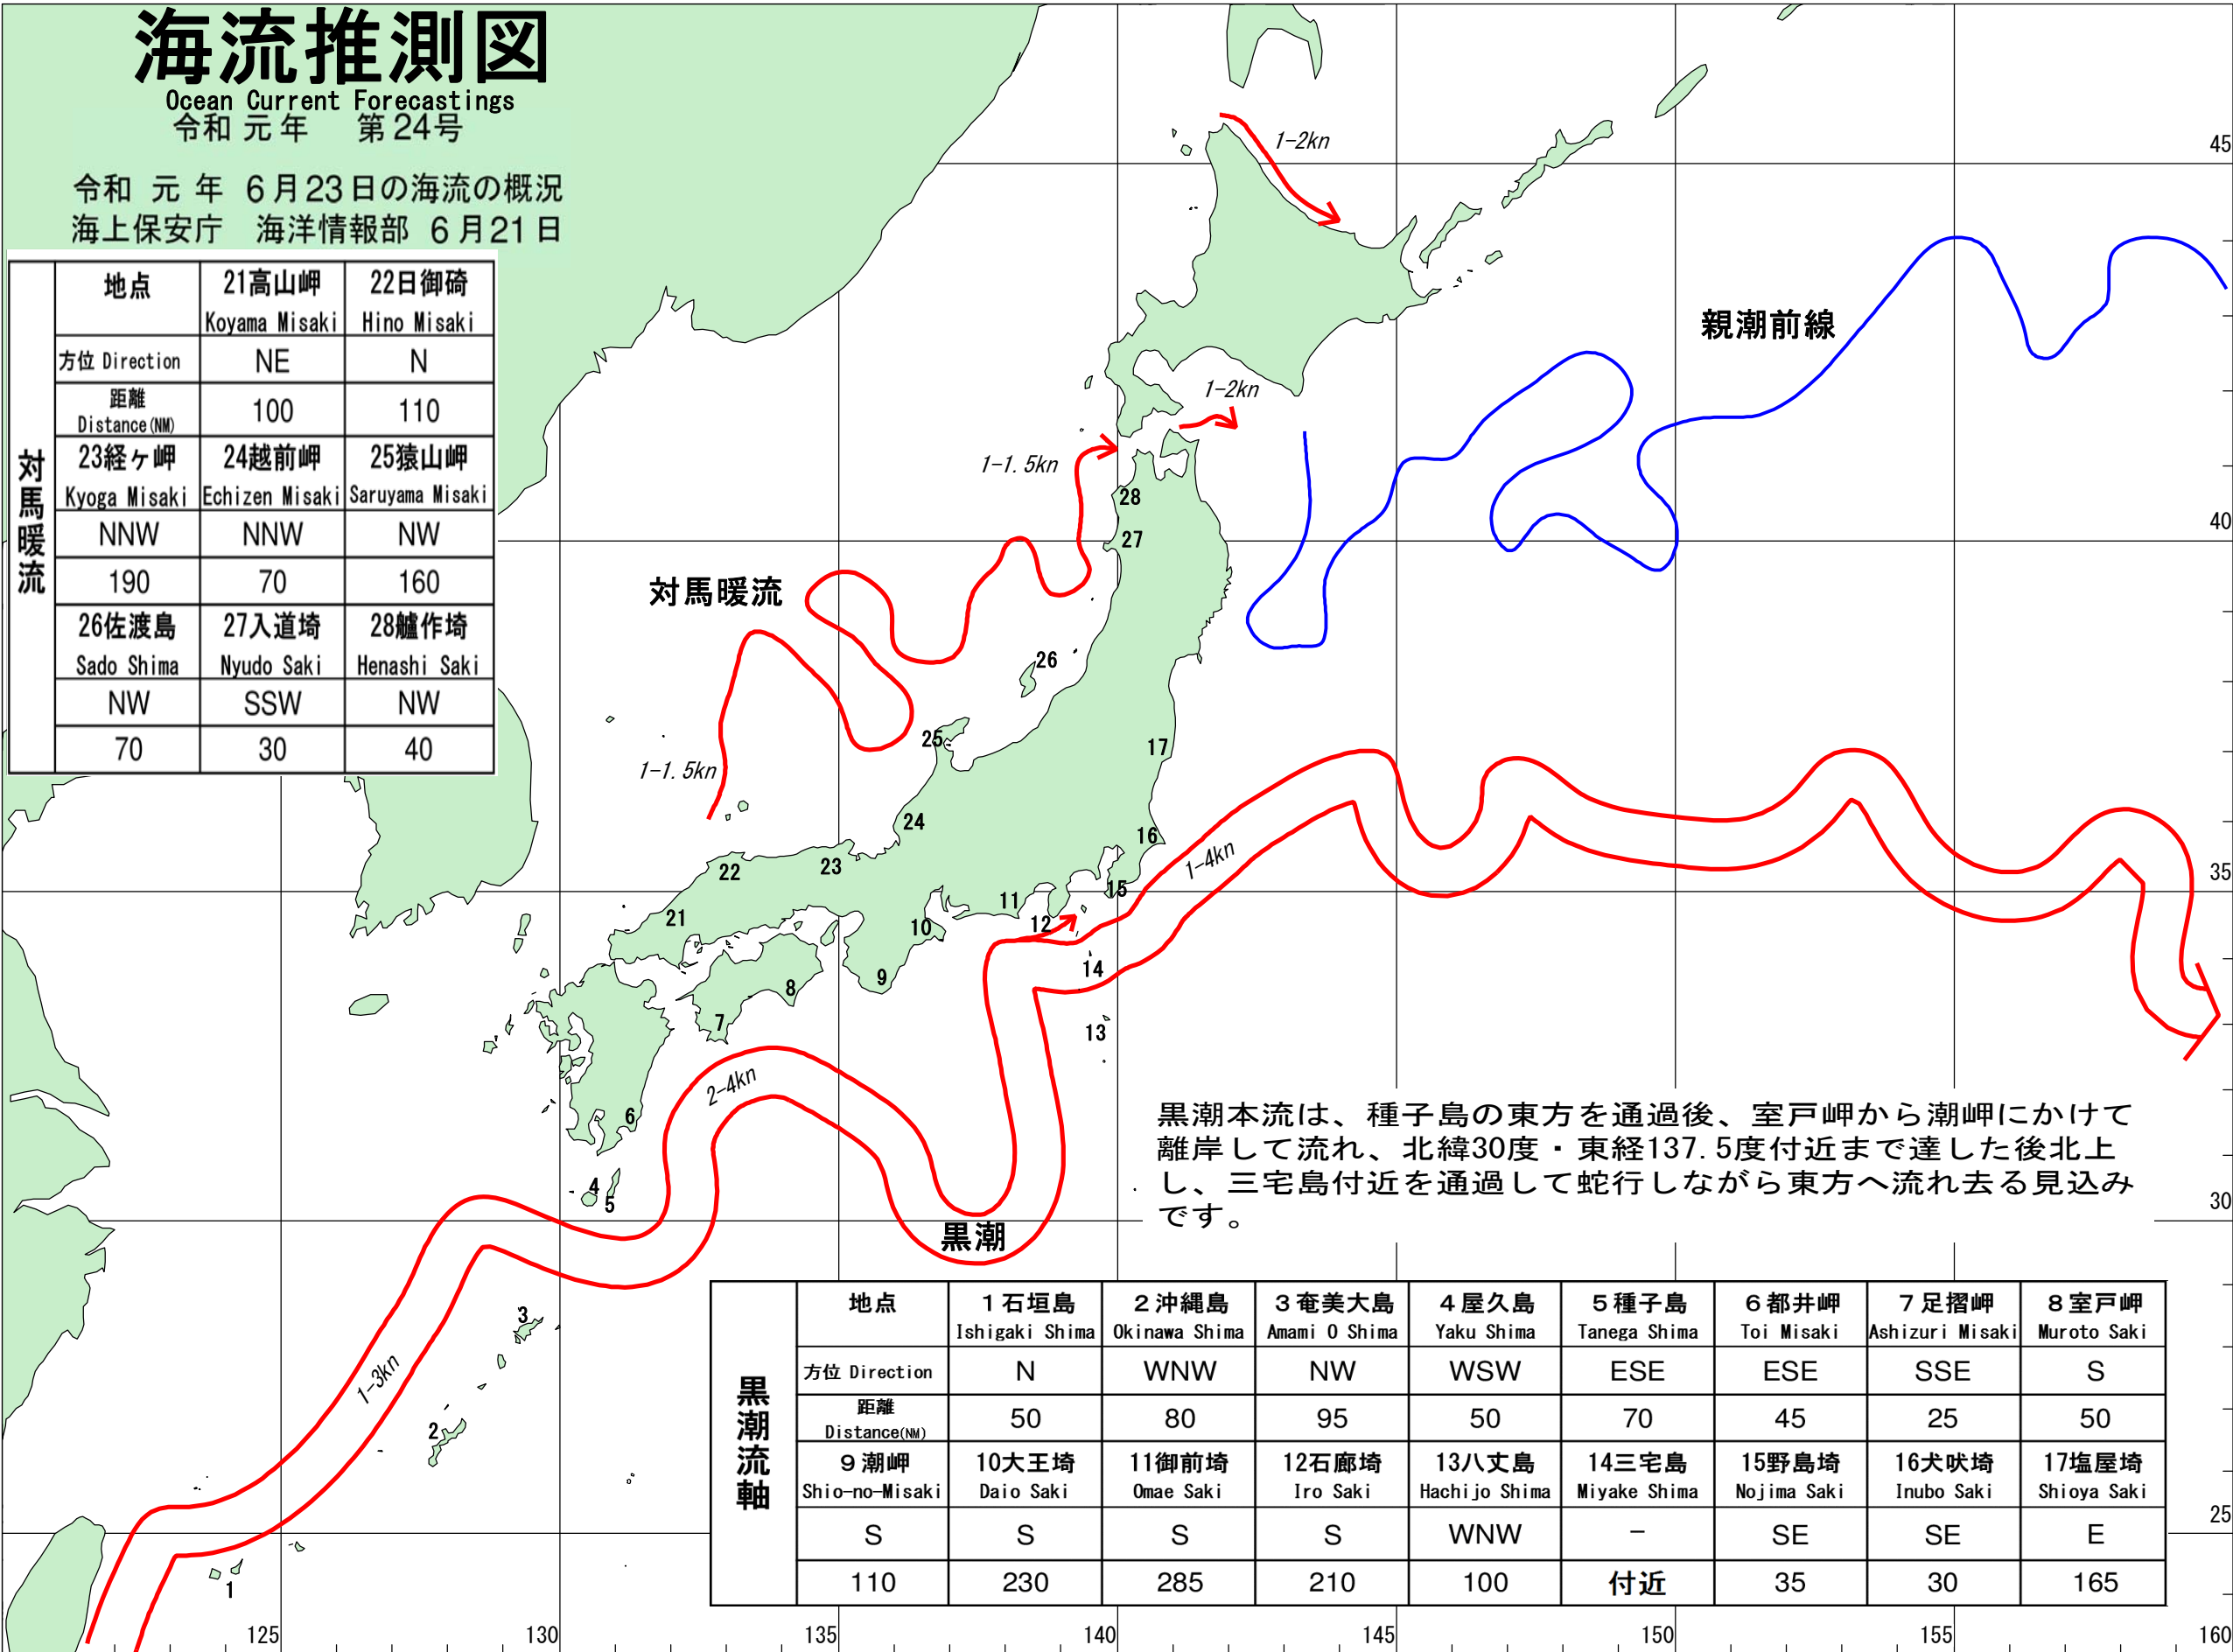 海流推測図
Ocean Current Forecastings
令和 元 年　第24号
令和 元 年 6月23日の海流の概況
海上保安庁　海洋情報部 6月21日
対馬暖流
地点 21高山岬 22日御碕
Koyama Misaki Hino Misaki
方位 Direction NE N
距離 Distance(NM) 100 110
23経ヶ岬 24越前岬 25猿山岬
Kyoga Misaki Echizen Misaki Saruyama Misaki
NNW NNW NW
190 70 160
26佐渡島 27入道埼 28艫作埼
Sado Shima Nyudo Saki Henashi Saki
NW SSW NW
70 30 40
1-2kn
45
親潮前線
1-2kn
1-1.5kn
28
40
27
対馬暖流
26
25
17
1-1.5kn
24
16
22
23
1-4kn
35
15
11
21
10
12
14
9
8
7
13
2-4kn
6
黒潮本流は、種子島の東方を通過後、室戸岬から潮岬にかけて
離岸して流れ、北緯30度・東経137.5度付近まで達した後北上
し、三宅島付近を通過して蛇行しながら東方へ流れ去る見込み
です。
4
5
30
黒潮
3
1-3kn
2
1
25
黒潮流軸
地点 1石垣島 2沖縄島 3奄美大島 4屋久島 5種子島 6都井岬 7足摺岬 8室戸岬
Ishigaki Shima Okinawa Shima Amami O Shima Yaku Shima Tanega Shima Toi Misaki Ashizuri Misaki Muroto Saki
方位 Direction N WNW NW WSW ESE ESE SSE S
距離 Distance(NM) 50 80 95 50 70 45 25 50
9潮岬 10大王埼 11御前埼 12石廊埼 13八丈島 14三宅島 15野島埼 16犬吠埼 17塩屋埼
Shio-no-Misaki Daio Saki Omae Saki Iro Saki Hachijo Shima Miyake Shima Nojima Saki Inubo Saki Shioya Saki
S S S S WNW － SE SE E
110 230 285 210 100 付近 35 30 165
125 130 135 140 145 150 155 160